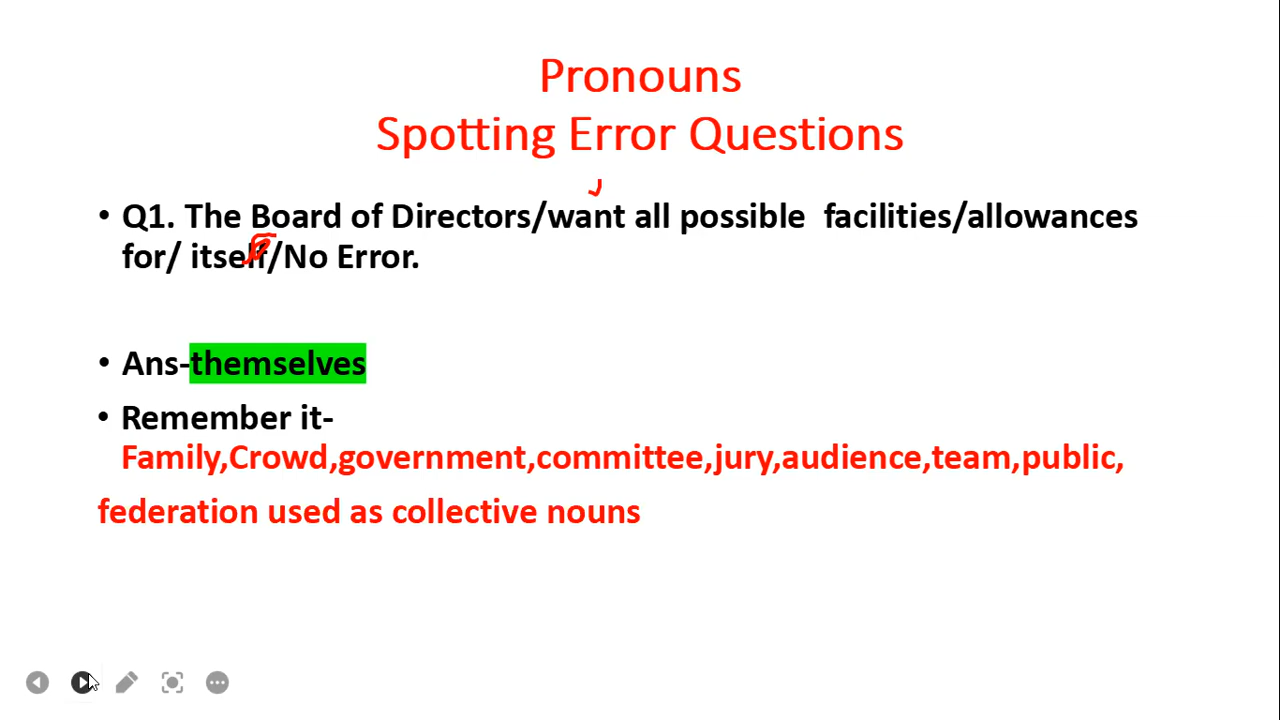 Pronouns
Spotting Error Questions
• Q1. The Board of Directors/want all possible  facilities/allowances
for/ itself/No Error.
• Ans-themselves
• Remember it-
Family,Crowd,government,committee,jury,audience,team,public,
federation used as collective nouns